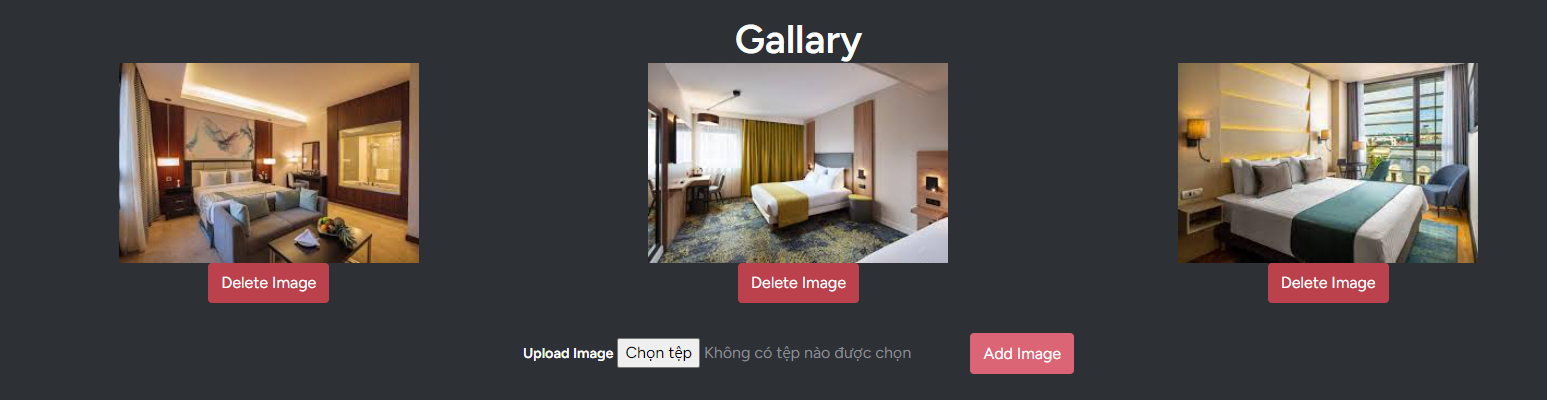 Gallary
Delete Image Delete Image Delete Image
Upload Image Chọn tệp Không có tệp nào được chọn Add Image